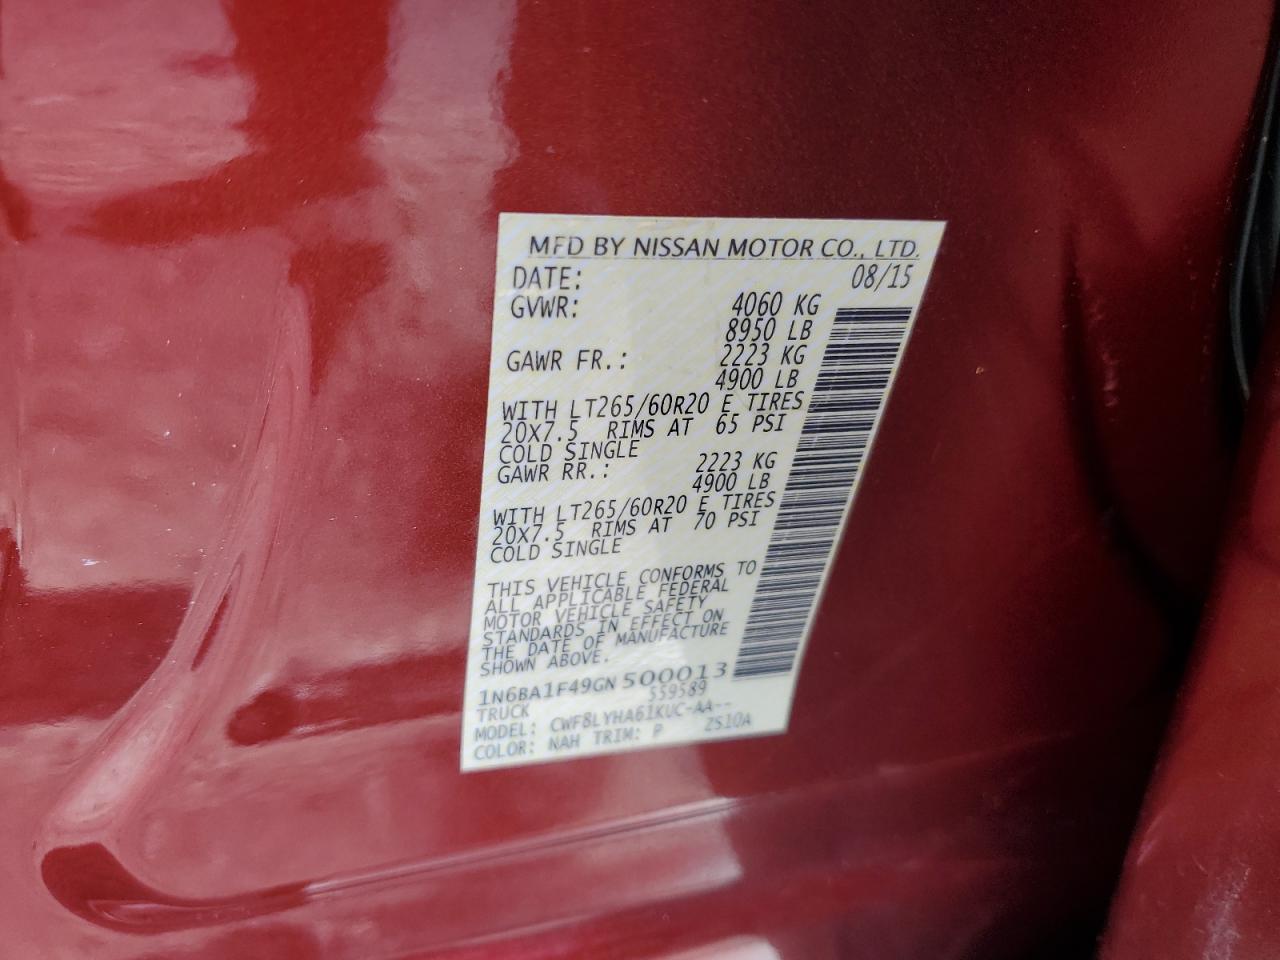 MFD BY NISSAN MOTOR CO., LTD.
DATE: 08/15
GVWR: 4060 KG
8950 LB
GAWR FR.: 2223 KG
4900 LB
WITH LT265/60R20 E TIRES
20X7.5 RIMS AT 65 PSI
COLD SINGLE
GAWR RR.: 2223 KG
4900 LB
WITH LT265/60R20 E TIRES
20X7.5 RIMS AT 70 PSI
COLD SINGLE
THIS VEHICLE CONFORMS TO
ALL APPLICABLE FEDERAL
MOTOR VEHICLE SAFETY
STANDARDS IN EFFECT ON
THE DATE OF MANUFACTURE
SHOWN ABOVE.
1N6BA1F49GN500013
TRUCK 559589
MODEL: CWF8LYHA61KUC-AA--
COLOR: NAH TRIM: P ZS10A